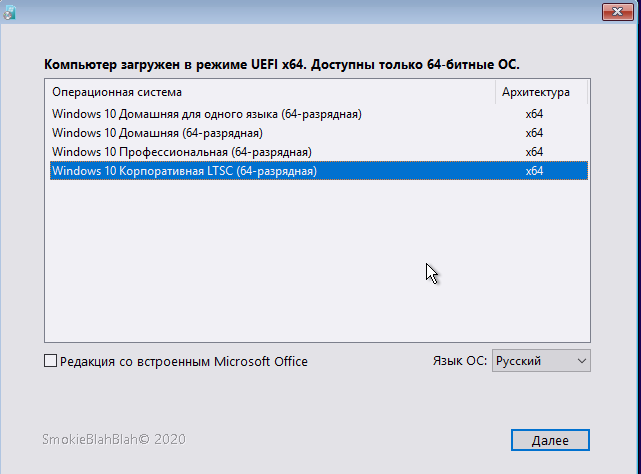 Компьютер загружен в режиме UEFI x64. Доступны только 64-битные ОС.
Операционная система Архитектура
Windows 10 Домашняя для одного языка (64-разрядная) x64
Windows 10 Домашняя (64-разрядная) x64
Windows 10 Профессиональная (64-разрядная) x64
Windows 10 Корпоративная LTSC (64-разрядная) x64
Редакция со встроенным Microsoft Office Язык ОС: Русский
SmokieBlahBlah© 2020 Далее